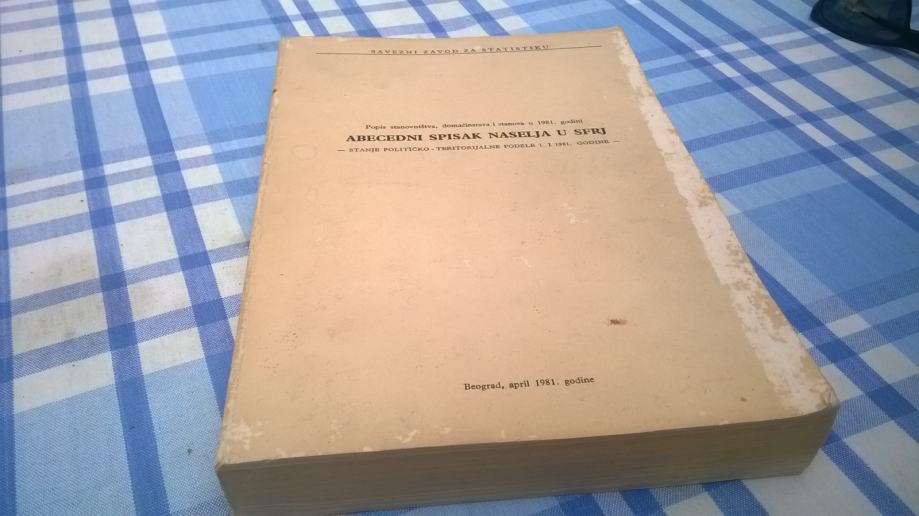 SAVEZNI ZAVOD ZA STATISTIKU
Popis stanovništva, domaćinstava i stanova u 1981. godini
ABECEDNI SPISAK NASELJA U SFRJ
— STANJE POLITIČKO - TERITORIJALNE PODELE 1. I 1981. GODINE —
Beograd, april 1981. godine